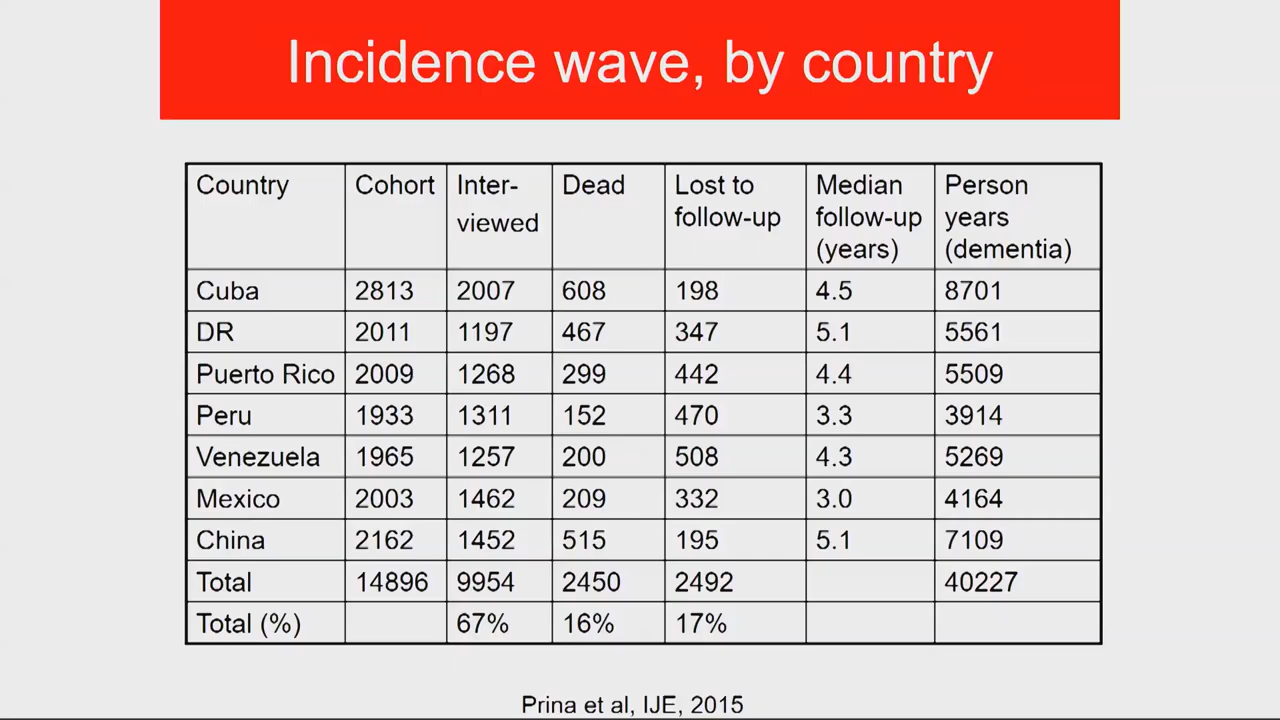 Incidence wave, by country
Country Cohort Inter- Dead Lost to Median Person
viewed follow-up follow-up years
(years) (dementia)
Cuba 2813 2007 608 198 4.5 8701
DR 2011 1197 467 347 5.1 5561
Puerto Rico 2009 1268 299 442 4.4 5509
Peru 1933 1311 152 470 3.3 3914
Venezuela 1965 1257 200 508 4.3 5269
Mexico 2003 1462 209 332 3.0 4164
China 2162 1452 515 195 5.1 7109
Total 14896 9954 2450 2492 40227
Total (%) 67% 16% 17%
Prina et al, IJE, 2015